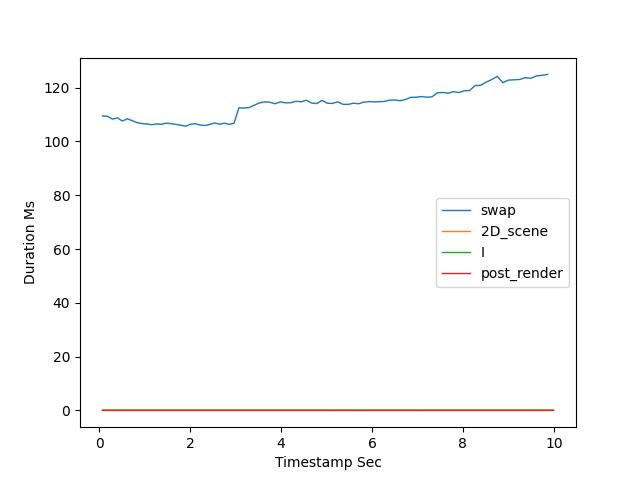 120
100
80
60
40
20
0
Duration Ms
swap
2D_scene
I
post_render
0 2 4 6 8 10
Timestamp Sec